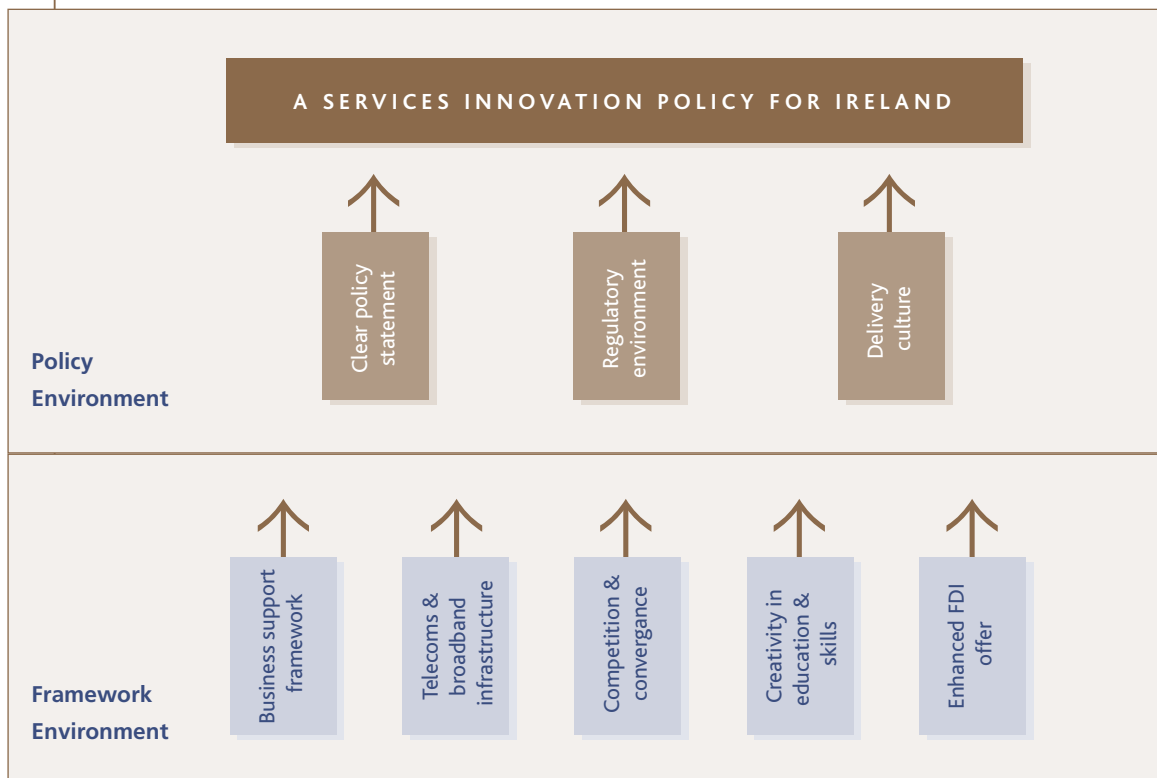 A SERVICES INNOVATION POLICY FOR IRELAND
Clear policy
statement
Regulatory
environment
Delivery
culture
Policy
Environment
Business support
framework
Telecoms &
broadband
infrastructure
Competition &
convergance
Creativity in
education &
skills
Enhanced FDI
offer
Framework
Environment